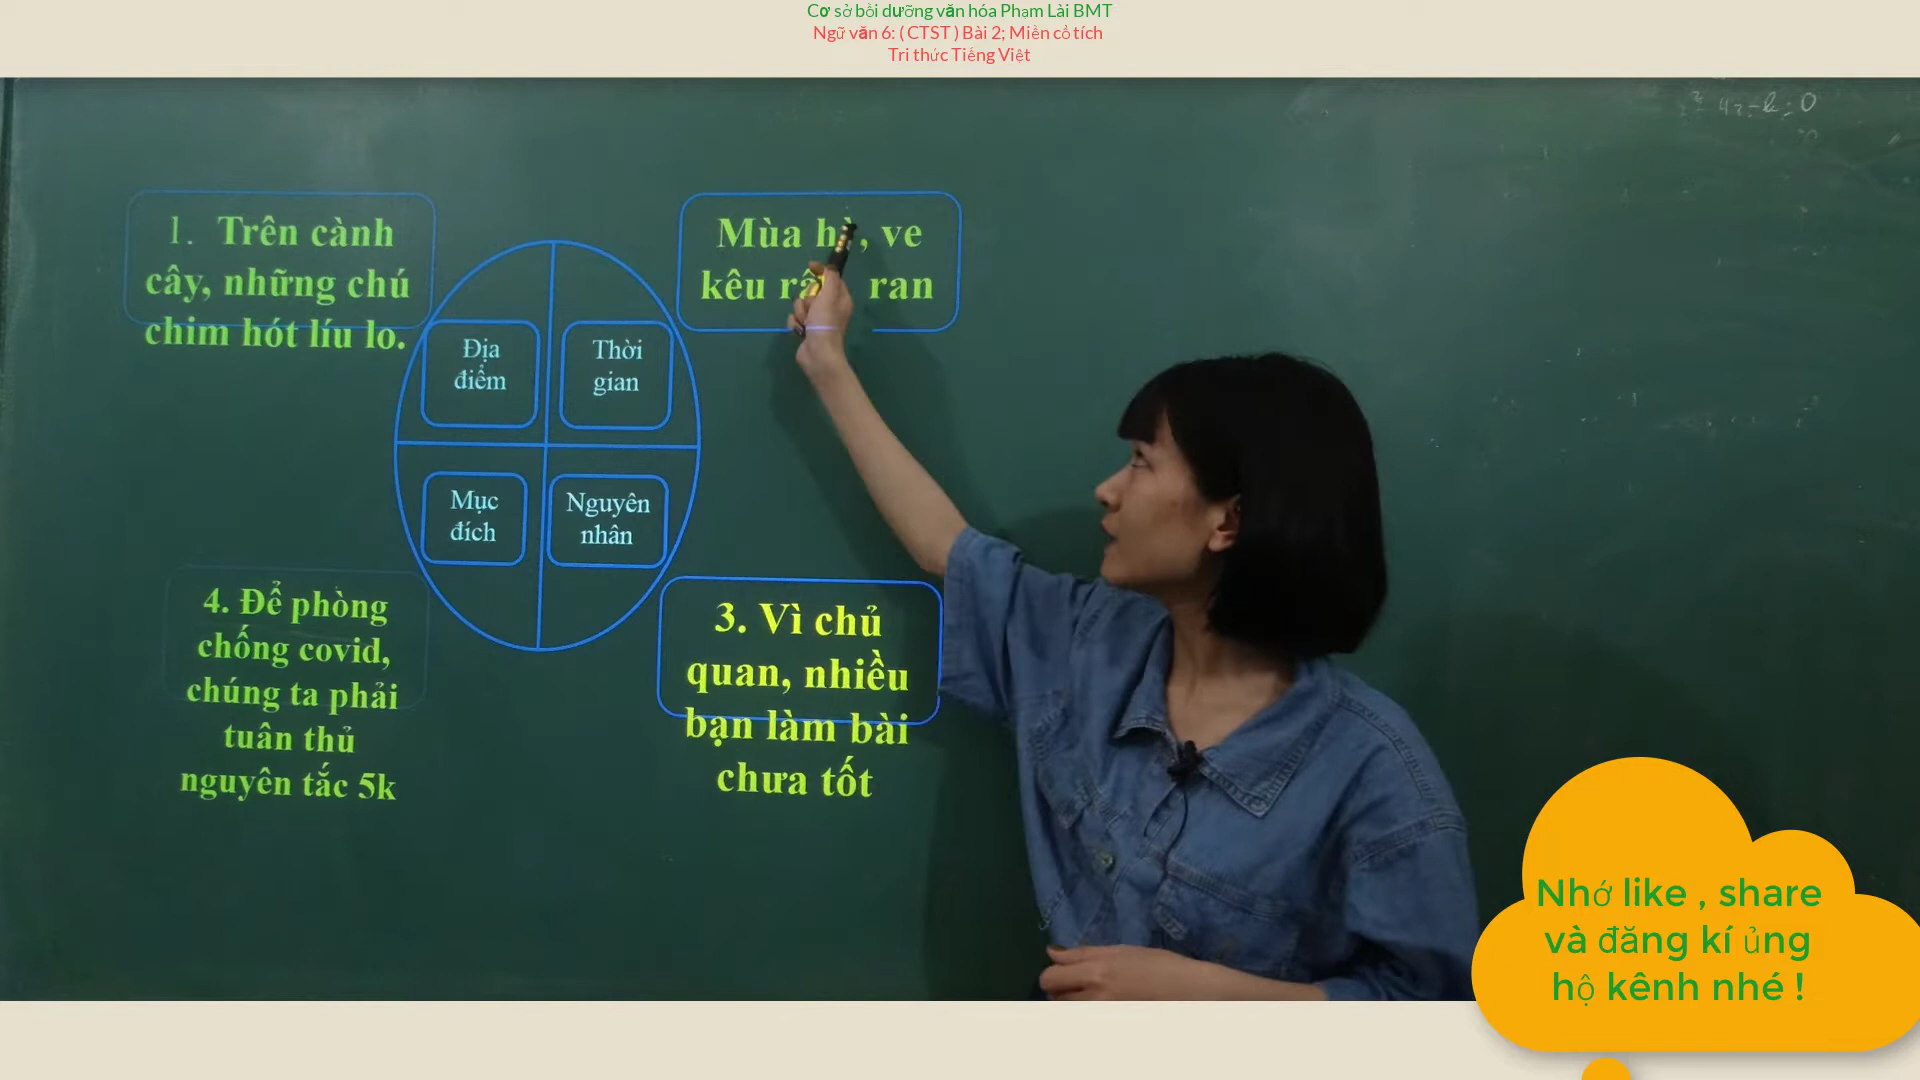 Cơ sở bồi dưỡng văn hóa Phạm Lài BMT
Ngữ văn 6: ( CTST ) Bài 2; Miền cổ tích
Tri thức Tiếng Việt
1. Trên cành
cây, những chú
chim hót líu lo.
Mùa hè, ve
kêu ran
Địa
điểm
Thời
gian
Mục
đích
Nguyên
nhân
4. Để phòng
chống covid,
chúng ta phải
tuân thủ
nguyên tắc 5k
3. Vì chủ
quan, nhiều
bạn làm bài
chưa tốt
Nhớ like , share
và đăng kí ủng
hộ kênh nhé !